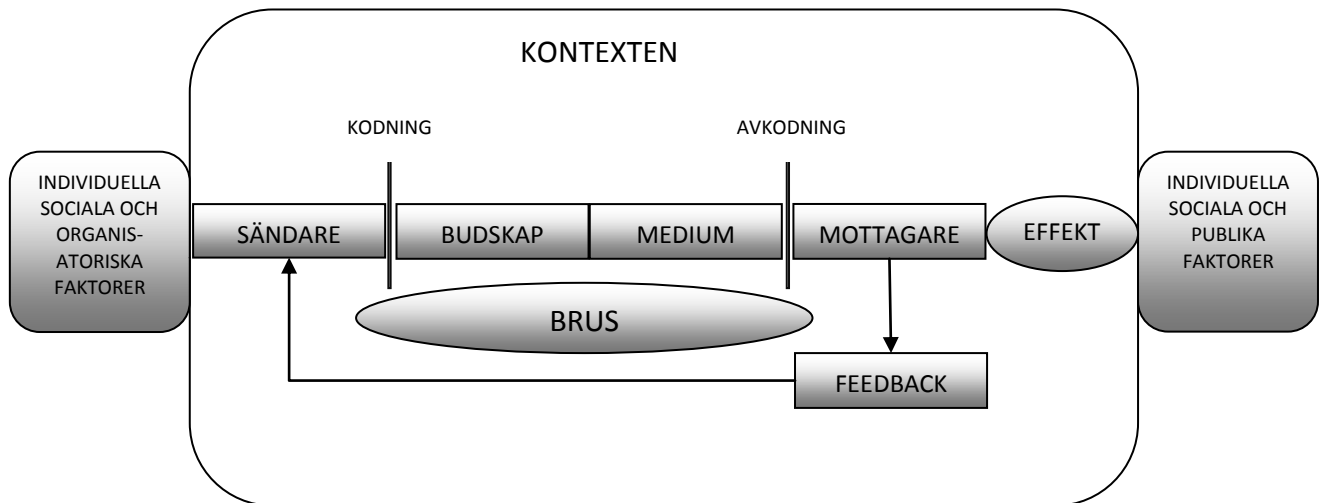 KONTEXTEN
KODNING
AVKODNING
INDIVIDUELLA
SOCIALA OCH
ORGANIS-
ATORISKA
FAKTORER
SÄNDARE
BUDSKAP
MEDIUM
MOTTAGARE
EFFEKT
INDIVIDUELLA
SOCIALA OCH
PUBLIKA
FAKTORER
BRUS
FEEDBACK